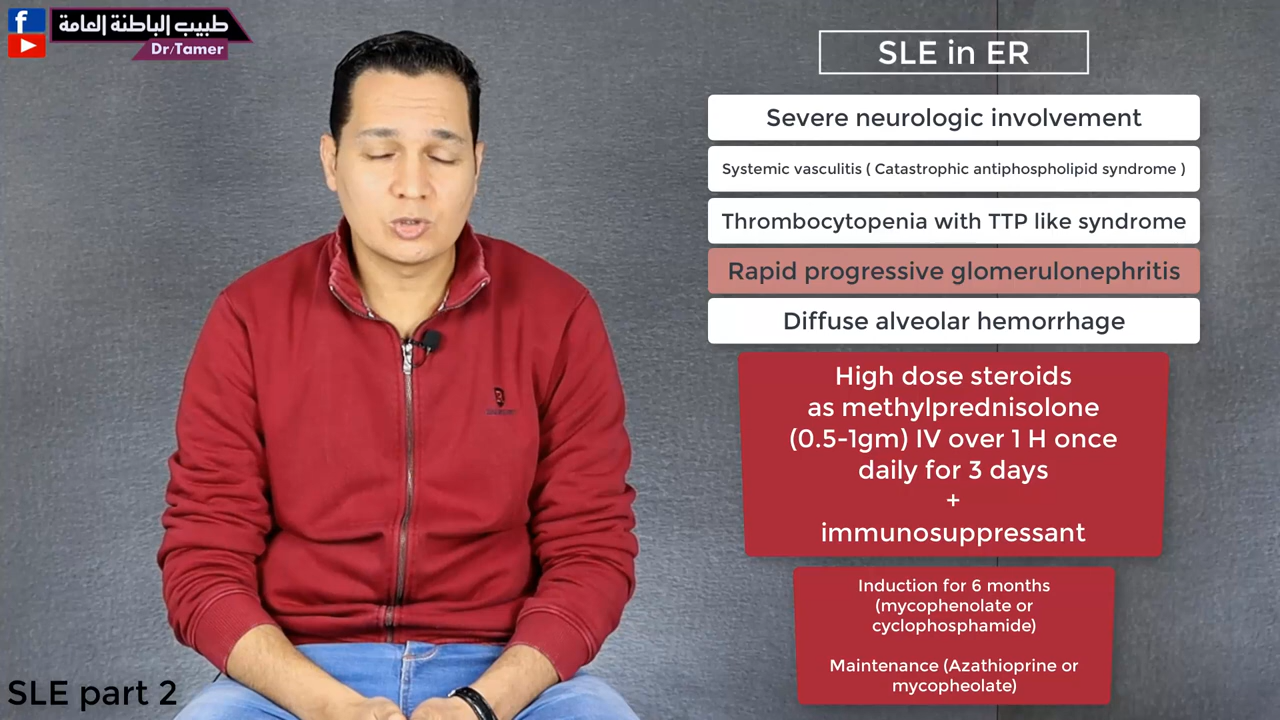 طبيب الباطنة العامة
Dr/Tamer
SLE in ER
Severe neurologic involvement
Systemic vasculitis ( Catastrophic antiphospholipid syndrome )
Thrombocytopenia with TTP like syndrome
Rapid progressive glomerulonephritis
Diffuse alveolar hemorrhage
High dose steroids
as methylprednisolone
(0.5-1gm) IV over 1 H once
daily for 3 days
+
immunosuppressant
Induction for 6 months
(mycophenolate or
cyclophosphamide)
Maintenance (Azathioprine or
mycopheolate)
SLE part 2